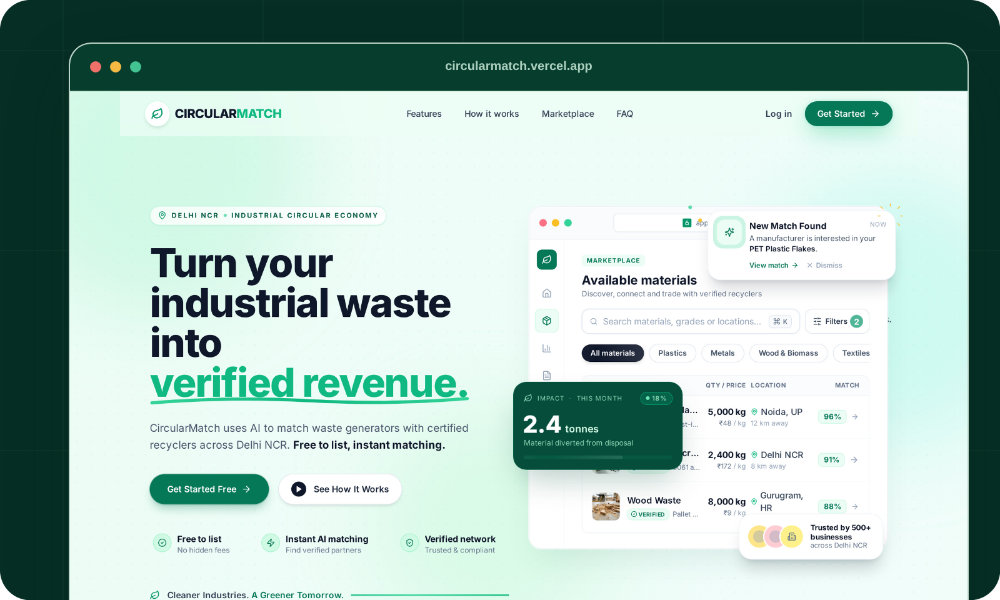 circularmatch.vercel.app
CIRCULARMATCH
Features
How it works
Marketplace
FAQ
Log in
Get Started
DELHI NCR • INDUSTRIAL CIRCULAR ECONOMY
Turn your
industrial waste
into
verified revenue.
CircularMatch uses AI to match waste generators with certified
recyclers across Delhi NCR. Free to list, instant matching.
Get Started Free
See How It Works
Free to list
No hidden fees
Instant AI matching
Find verified partners
Verified network
Trusted & compliant
Cleaner Industries. A Greener Tomorrow.
app
New Match Found
NOW
A manufacturer is interested in your
PET Plastic Flakes.
View match
Dismiss
MARKETPLACE
Available materials
Discover, connect and trade with verified recyclers
Search materials, grades or locations...
⌘ K
Filters
2
All materials
Plastics
Metals
Wood & Biomass
Textiles
QTY / PRICE
LOCATION
MATCH
5,000 kg
₹48 / kg
Noida, UP
12 km away
96%
2,400 kg
₹172 / kg
Delhi NCR
8 km away
91%
Wood Waste
VERIFIED
Pallet ...
8,000 kg
₹9 / kg
Gurugram,
HR
88%
IMPACT · THIS MONTH
18%
2.4 tonnes
Material diverted from disposal
Trusted by 500+
businesses
across Delhi NCR